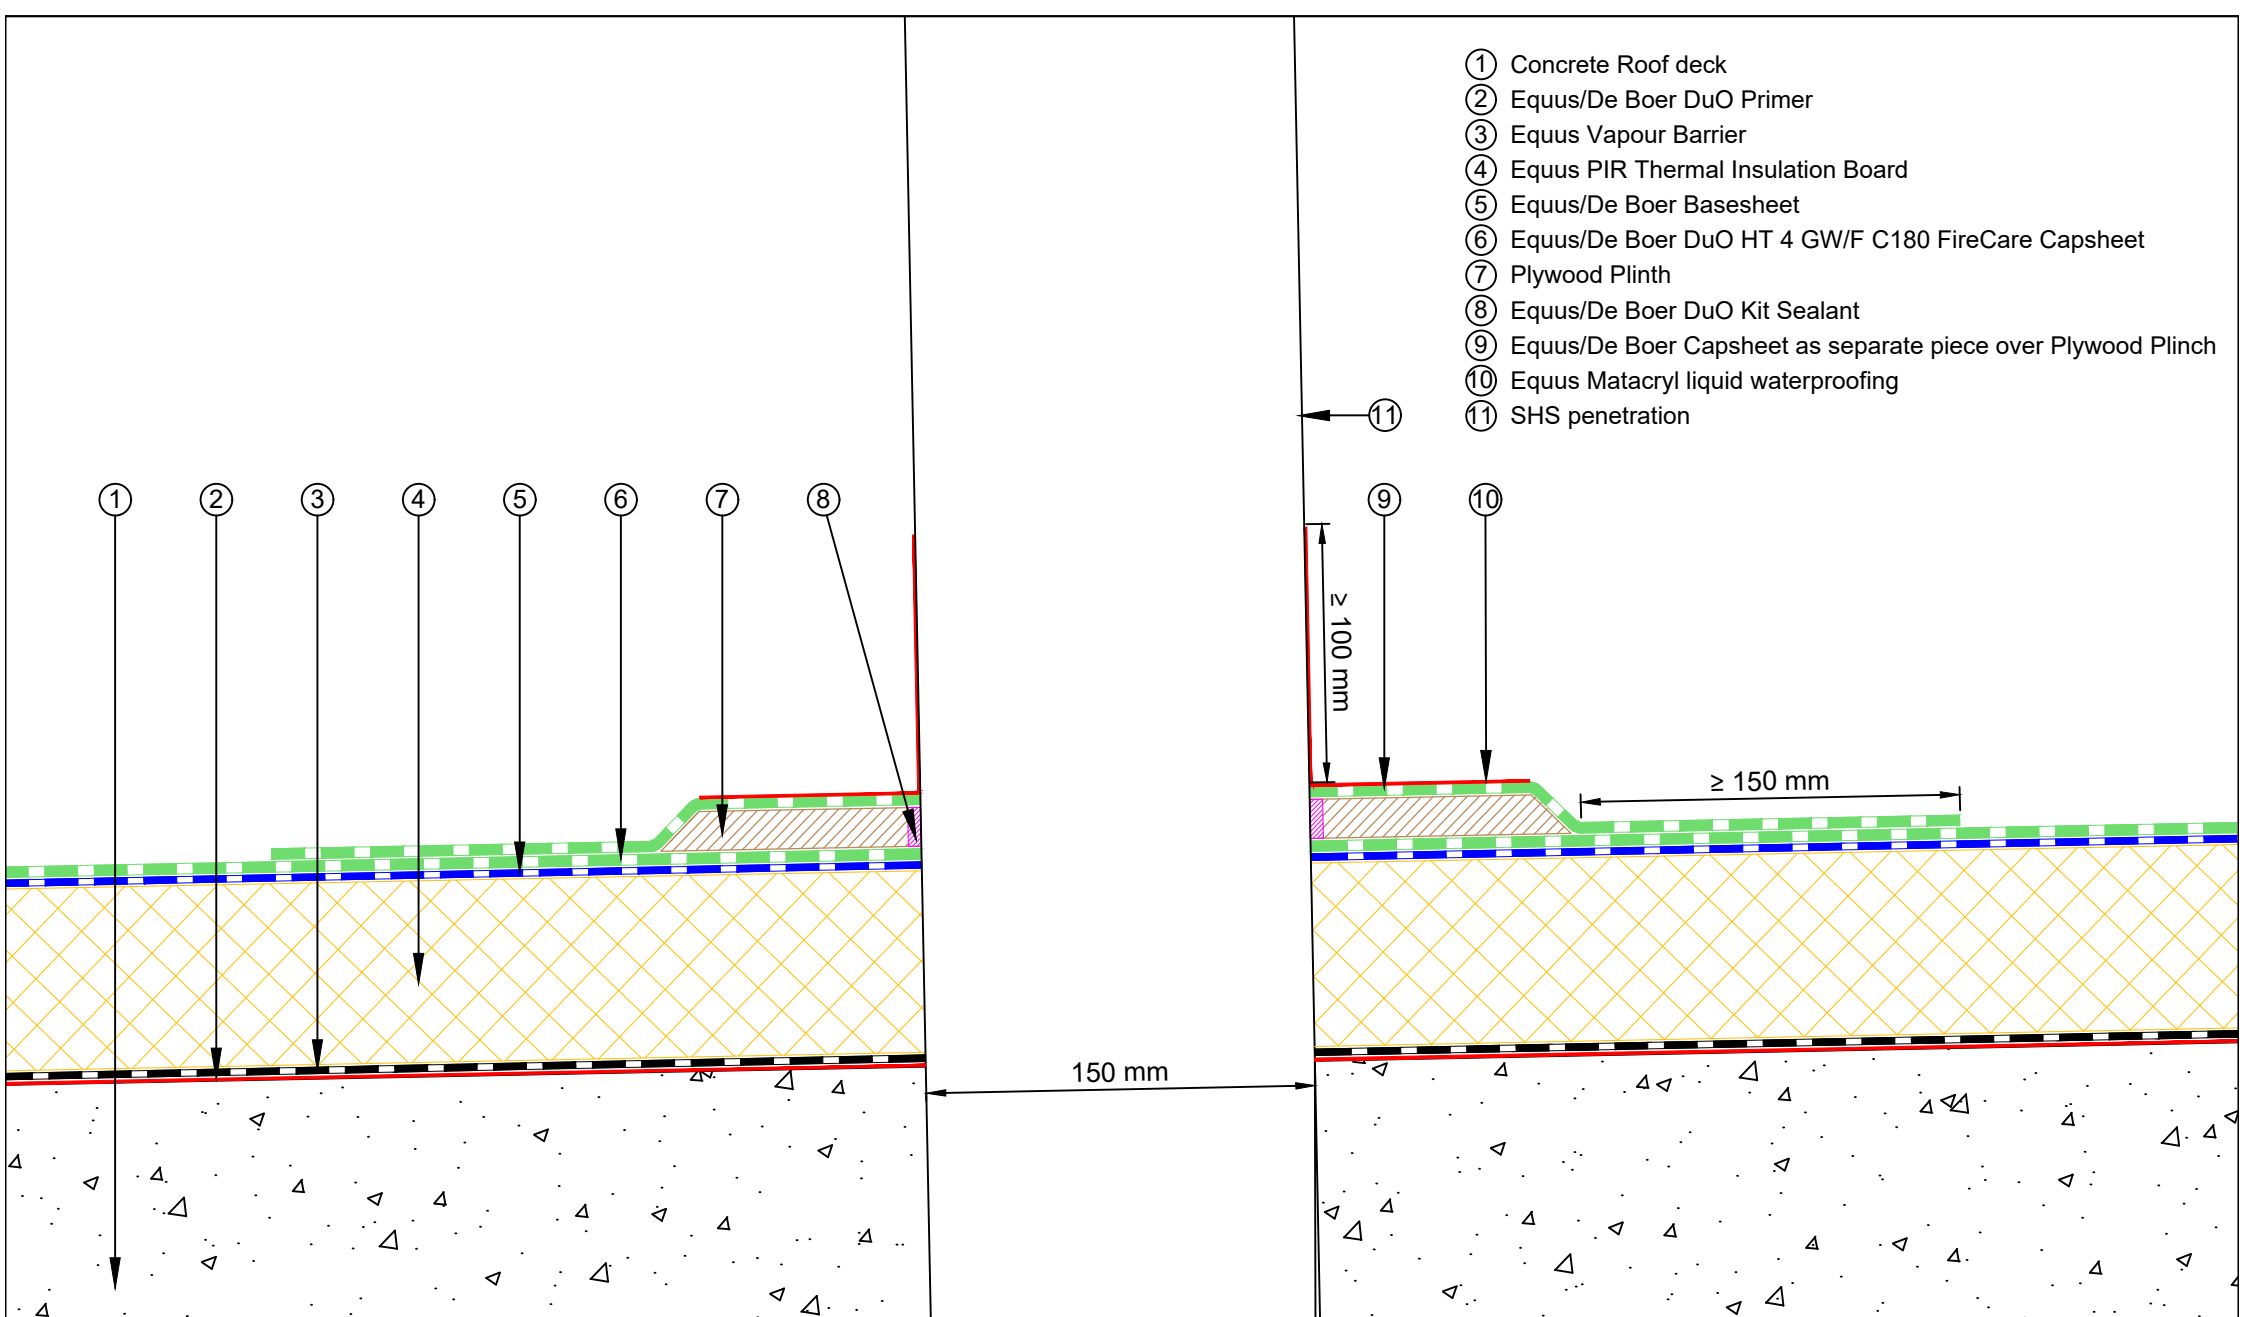 ① Concrete Roof deck
② Equus/De Boer DuO Primer
③ Equus Vapour Barrier
④ Equus PIR Thermal Insulation Board
⑤ Equus/De Boer Basesheet
⑥ Equus/De Boer DuO HT 4 GW/F C180 FireCare Capsheet
⑦ Plywood Plinth
⑧ Equus/De Boer DuO Kit Sealant
⑨ Equus/De Boer Capsheet as separate piece over Plywood Plinch
⑩ Equus Matacryl liquid waterproofing
⑪ SHS penetration
⑪
① ② ③ ④ ⑤ ⑥ ⑦ ⑧ ⑨ ⑩
≥ 100 mm
≥ 150 mm
150 mm